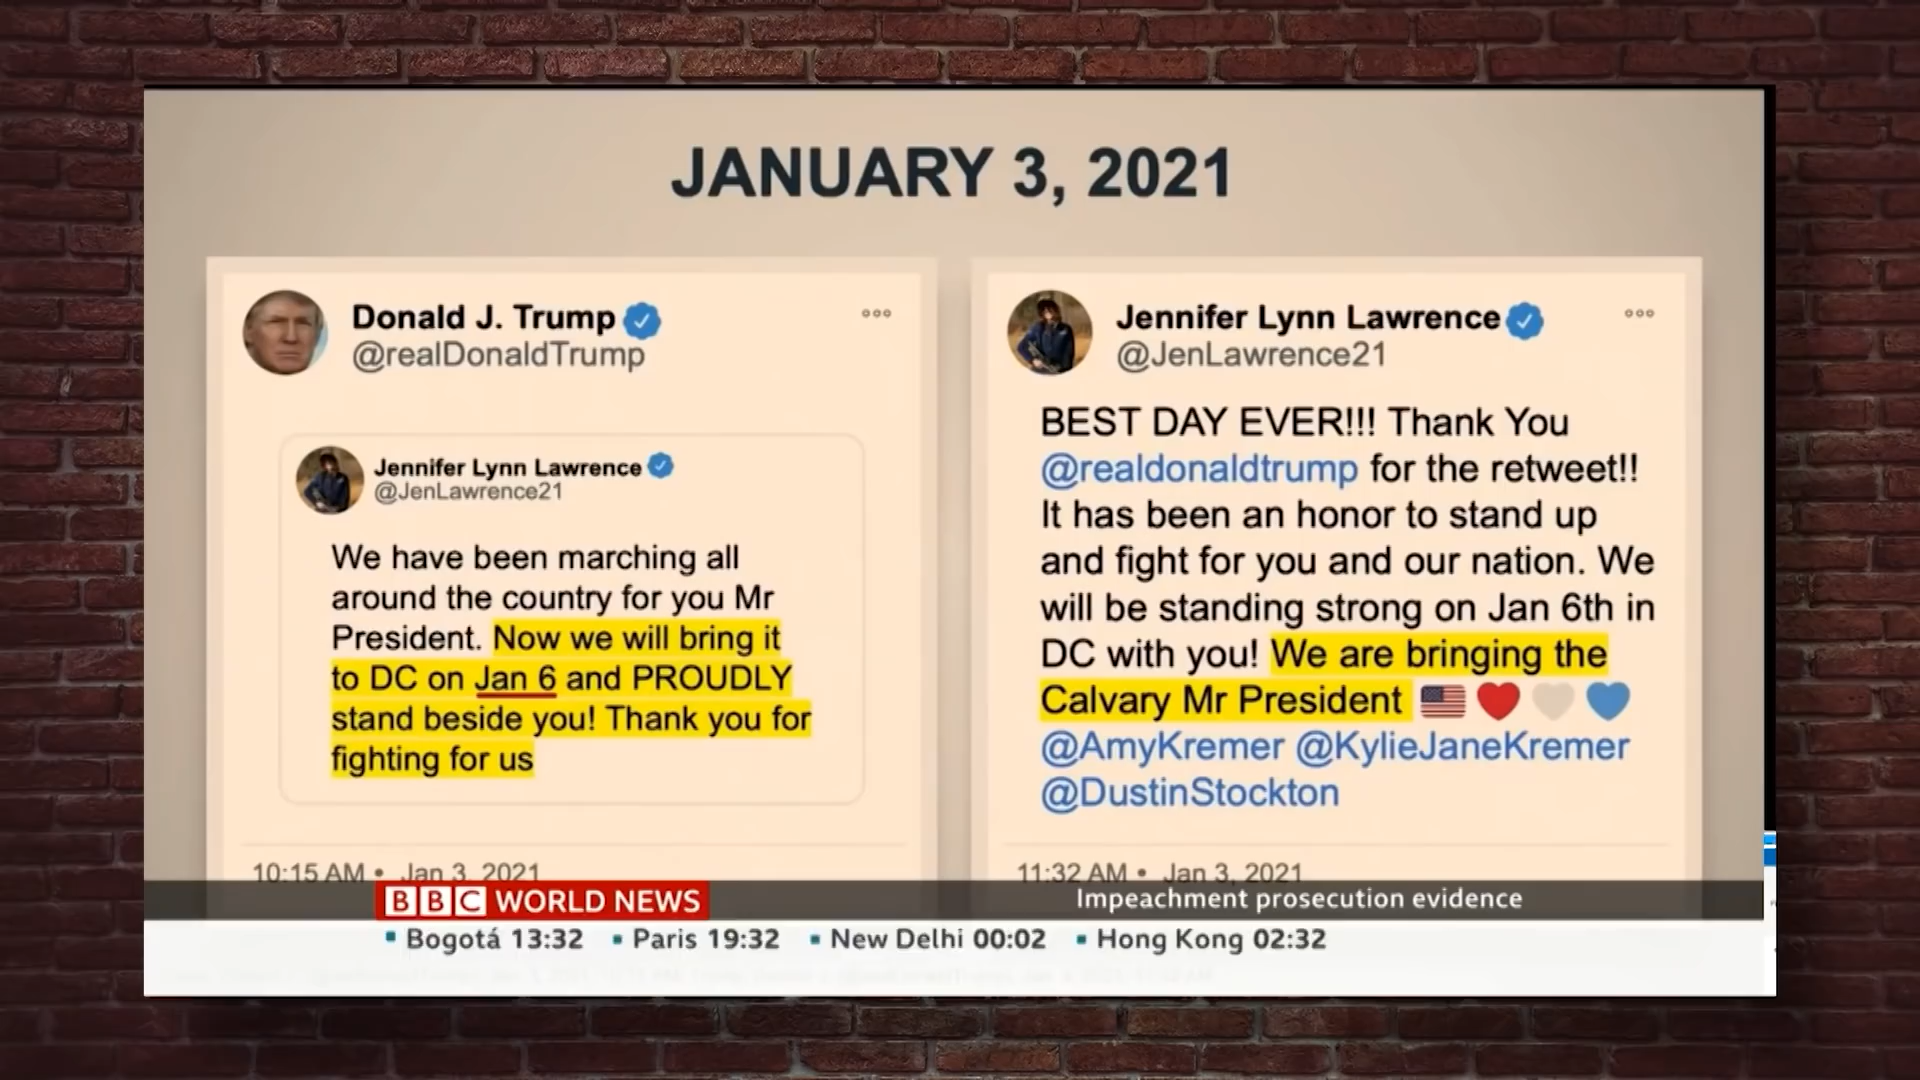 JANUARY 3, 2021
Donald J. Trump
@realDonaldTrump
Jennifer Lynn Lawrence
@JenLawrence21
We have been marching all
around the country for you Mr
President. Now we will bring it
to DC on Jan 6 and PROUDLY
stand beside you! Thank you for
fighting for us
10:15 AM • Jan 3, 2021
Jennifer Lynn Lawrence
@JenLawrence21
BEST DAY EVER!!! Thank You
@realdonaldtrump for the retweet!!
It has been an honor to stand up
and fight for you and our nation. We
will be standing strong on Jan 6th in
DC with you! We are bringing the
Calvary Mr President 🇺🇸❤️🤍💙
@AmyKremer @KylieJaneKremer
@DustinStockton
11:32 AM • Jan 3, 2021
BBC WORLD NEWS
Impeachment prosecution evidence
Bogotá 13:32 Paris 19:32 New Delhi 00:02 Hong Kong 02:32